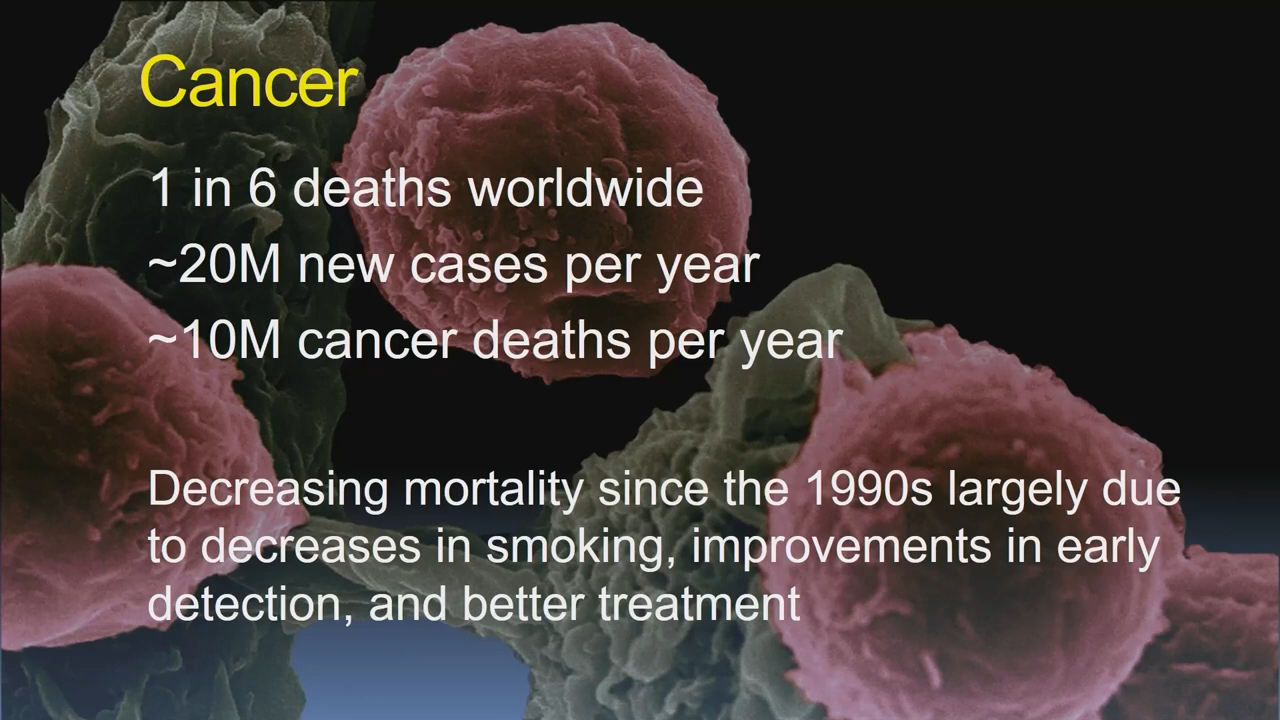 Cancer
1 in 6 deaths worldwide
~20M new cases per year
~10M cancer deaths per year
Decreasing mortality since the 1990s largely due
to decreases in smoking, improvements in early
detection, and better treatment